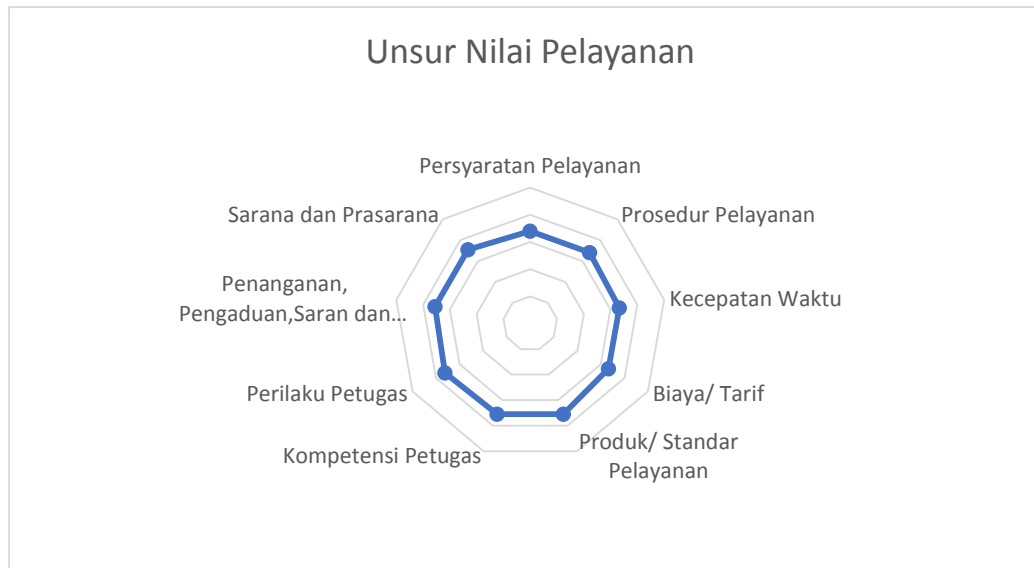 Unsur Nilai Pelayanan
Persyaratan Pelayanan
Prosedur Pelayanan
Kecepatan Waktu
Biaya/ Tarif
Produk/ Standar
Pelayanan
Kompetensi Petugas
Perilaku Petugas
Penanganan,
Pengaduan,Saran dan...
Sarana dan Prasarana